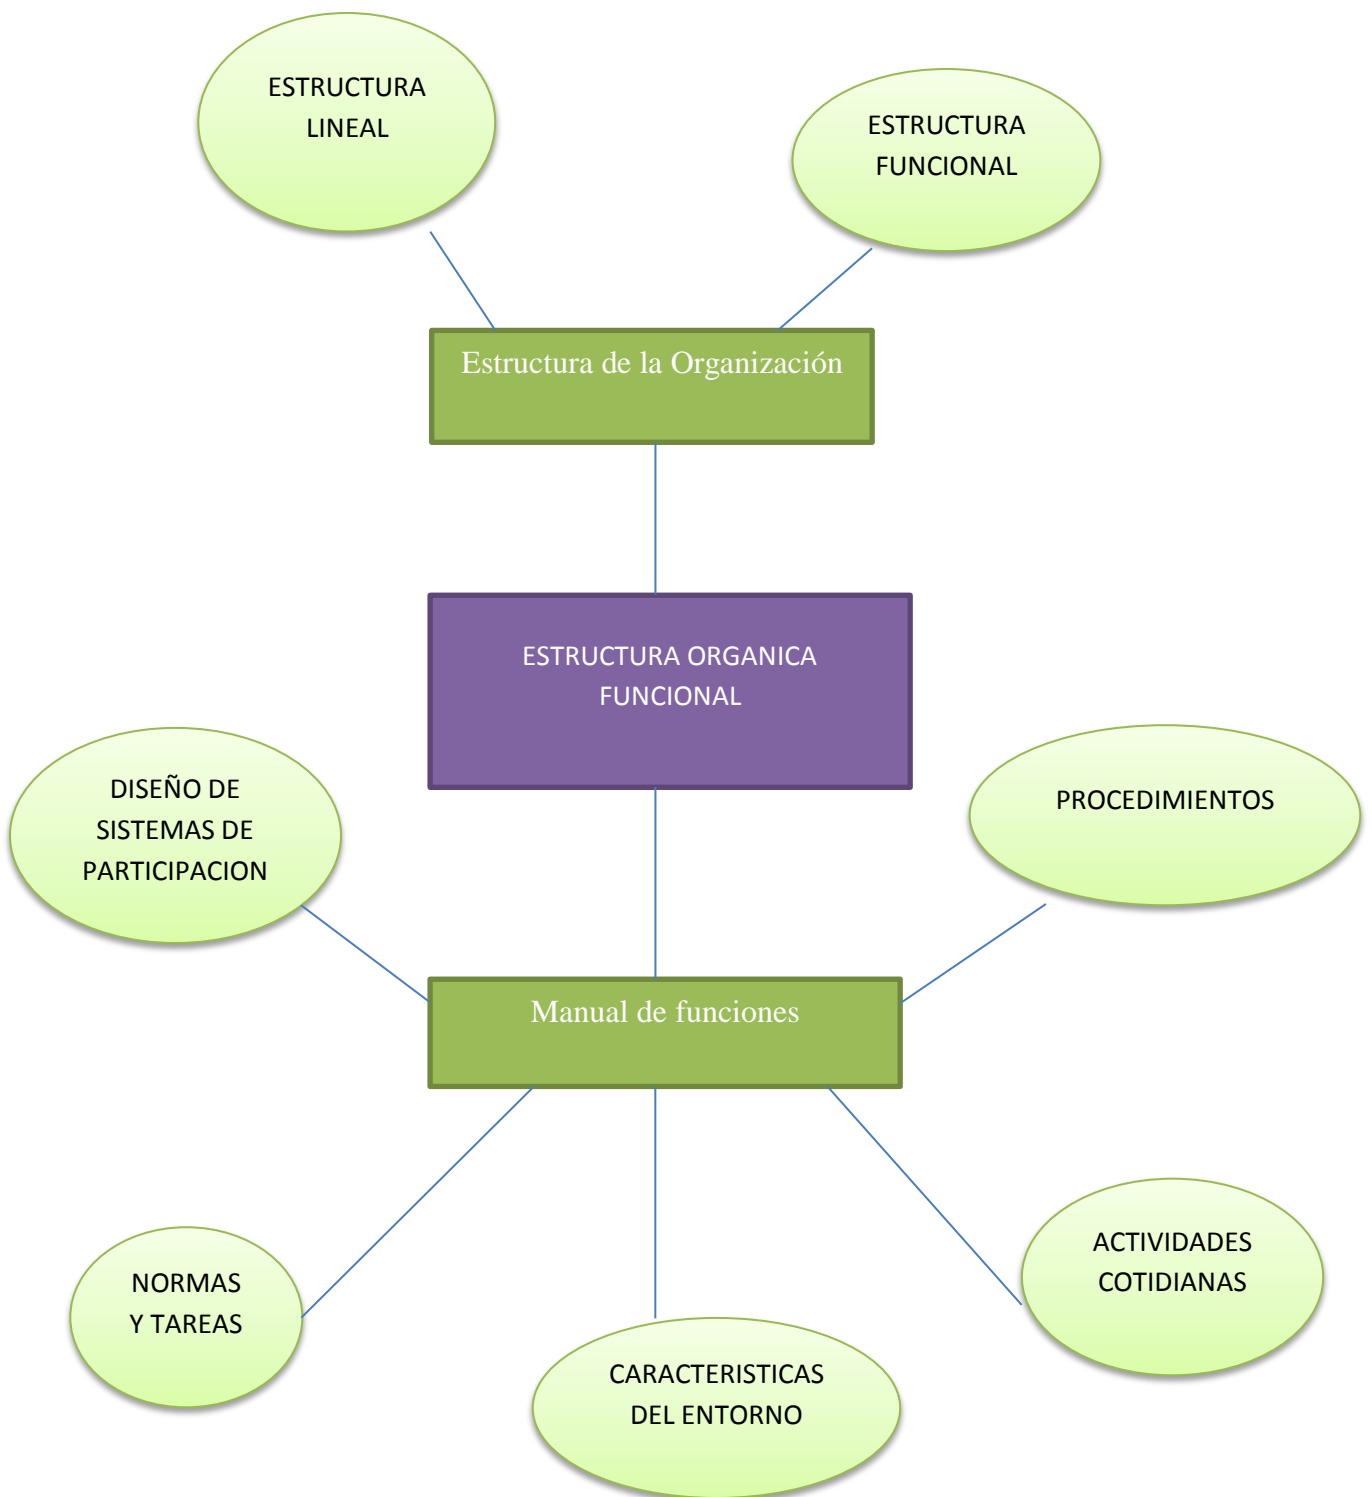 ESTRUCTURA
LINEAL
ESTRUCTURA
FUNCIONAL
Estructura de la Organización
ESTRUCTURA ORGANICA
FUNCIONAL
DISEÑO DE
SISTEMAS DE
PARTICIPACION
PROCEDIMIENTOS
Manual de funciones
NORMAS
Y TAREAS
ACTIVIDADES
COTIDIANAS
CARACTERISTICAS
DEL ENTORNO